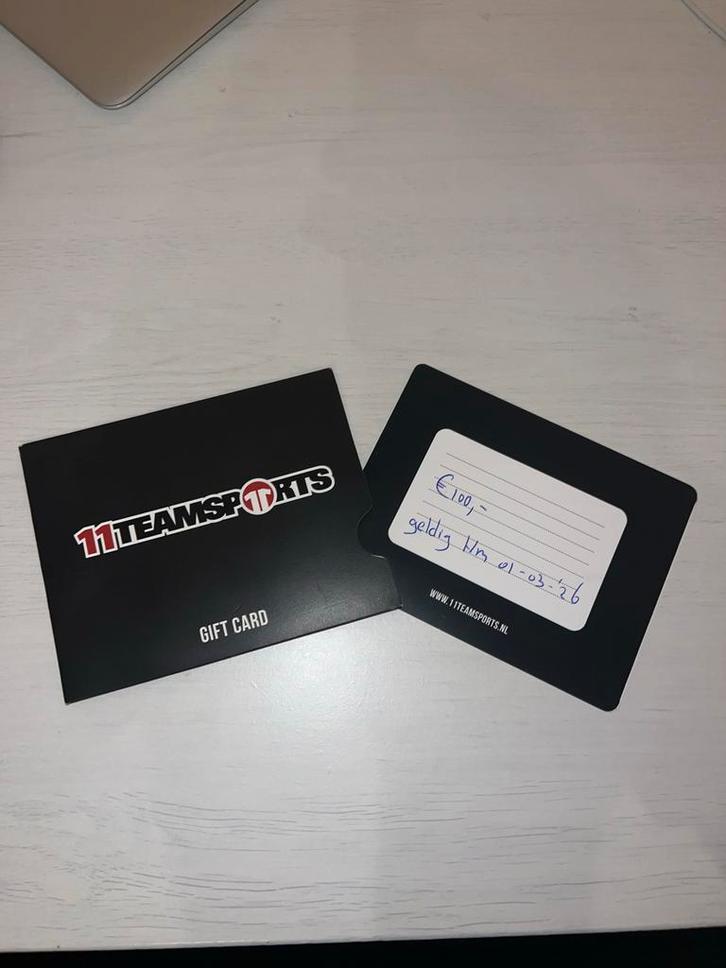 11TEAMSPORTS
GIFT CARD
€100,-
geldig t/m 01-03-'26
WWW.11TEAMSPORTS.NL